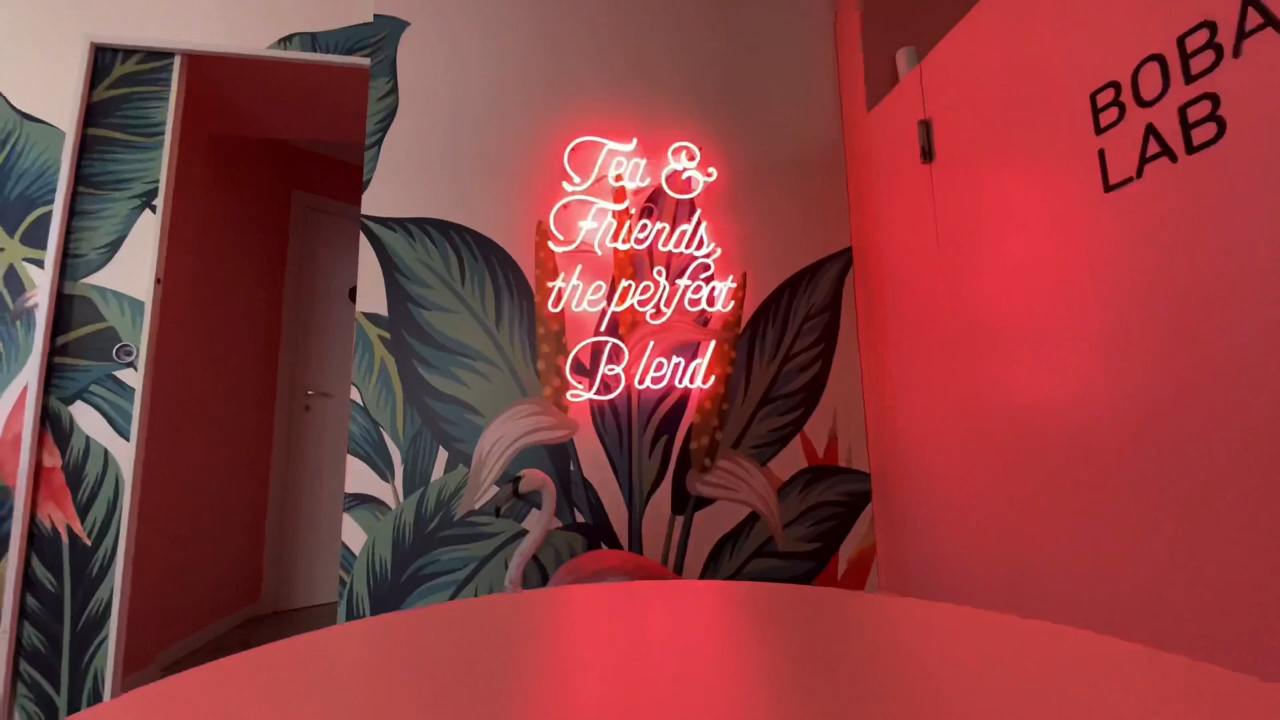 Tea &
Friends,
the perfect
Blend
BOBA
LAB